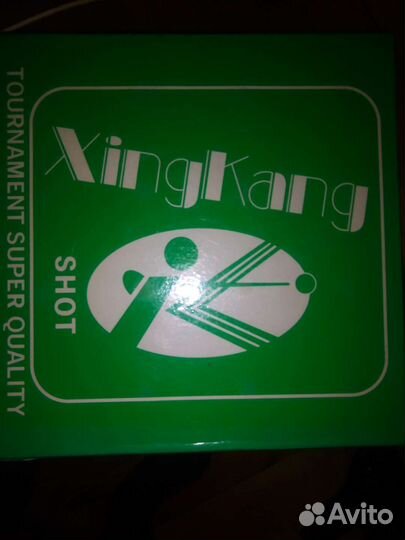 XingKang
SHOT
TOURNAMENT SUPER QUALITY
Avito